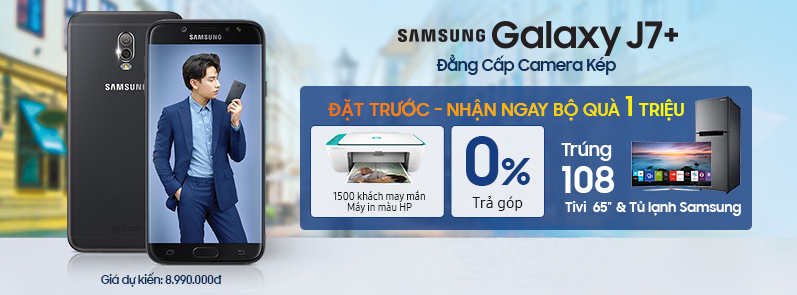 SAMSUNG Galaxy J7+
Đẳng Cấp Camera Kép
SAMSUNG
SAMSUNG
ĐẶT TRƯỚC - NHẬN NGAY BỘ QUÀ 1 TRIỆU
1500 khách may mắn
Máy in màu HP
0%
Trả góp
Trúng
108
Tivi 65" & Tủ lạnh Samsung
Giá dự kiến: 8.990.000đ